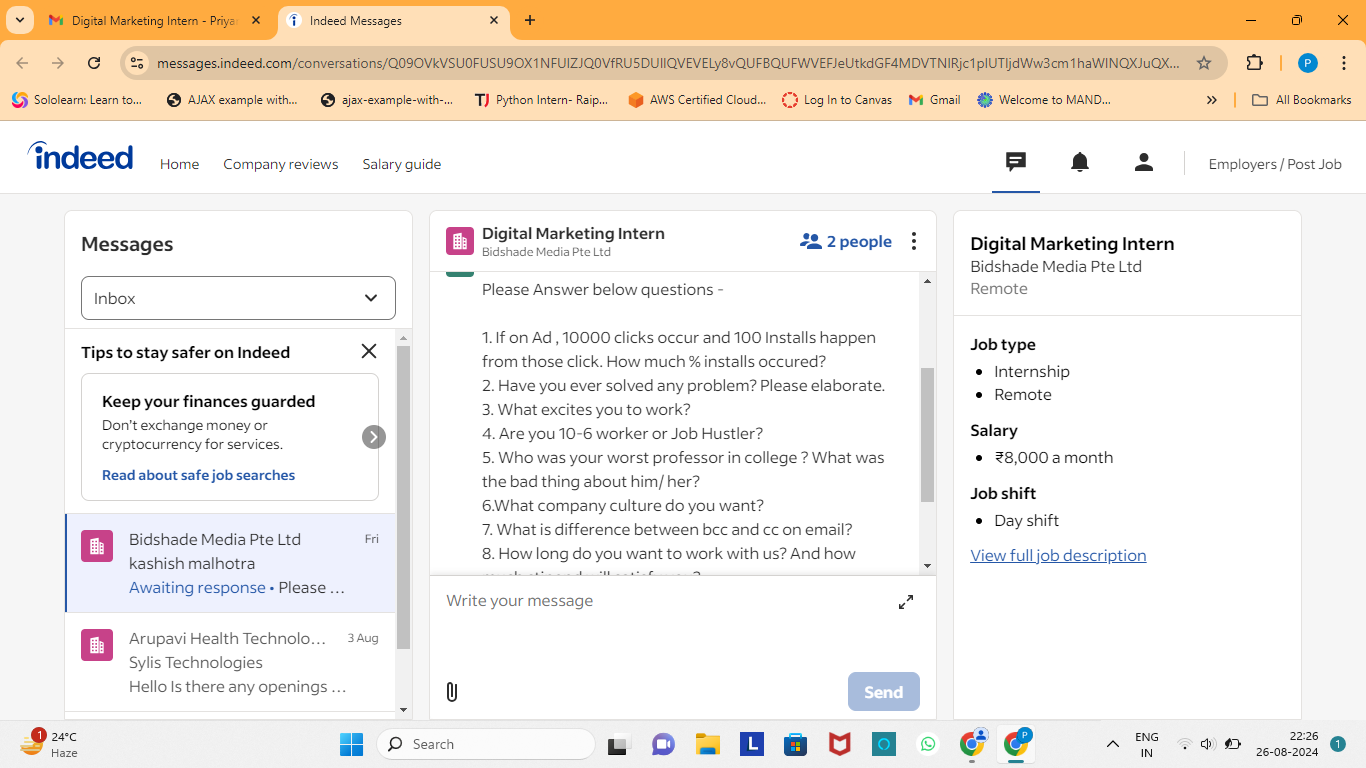 Digital Marketing Intern - Priya
Indeed Messages
messages.indeed.com/conversations/
Sololearn: Learn to...
AJAX example with...
ajax-example-with-...
Python Intern- Raip...
AWS Certified Cloud...
Log In to Canvas
Gmail
Welcome to MAND...
All Bookmarks
indeed
Home
Company reviews
Salary guide
Employers / Post Job
Messages
Inbox
Tips to stay safer on Indeed
Keep your finances guarded
Don't exchange money or
cryptocurrency for services.
Read about safe job searches
Bidshade Media Pte Ltd
Fri
kashish malhotra
Awaiting response • Please ...
Arupavi Health Technolo...
3 Aug
Sylis Technologies
Hello Is there any openings ...
Digital Marketing Intern
Bidshade Media Pte Ltd
2 people
Please Answer below questions -
1. If on Ad , 10000 clicks occur and 100 Installs happen
from those click. How much % installs occured?
2. Have you ever solved any problem? Please elaborate.
3. What excites you to work?
4. Are you 10-6 worker or Job Hustler?
5. Who was your worst professor in college ? What was
the bad thing about him/ her?
6.What company culture do you want?
7. What is difference between bcc and cc on email?
8. How long do you want to work with us? And how
Write your message
Send
Digital Marketing Intern
Bidshade Media Pte Ltd
Remote
Job type
• Internship
• Remote
Salary
• ₹8,000 a month
Job shift
• Day shift
View full job description
1
24°C
Haze
Search
L
P
ENG
IN
22:26
26-08-2024
1